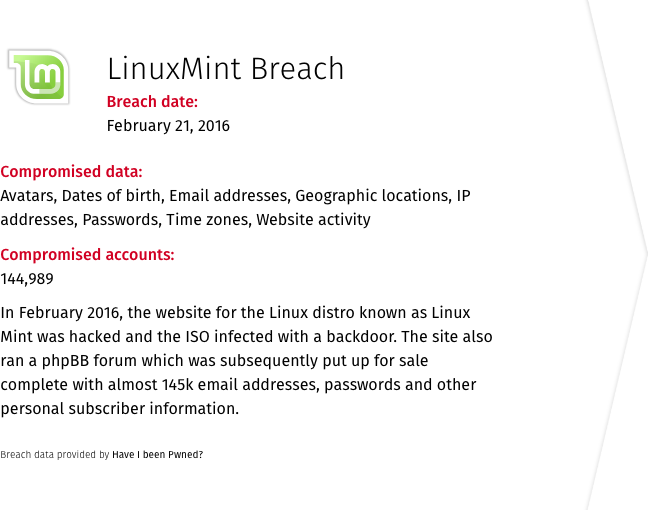 LinuxMint Breach
Breach date:
February 21, 2016
Compromised data:
Avatars, Dates of birth, Email addresses, Geographic locations, IP
addresses, Passwords, Time zones, Website activity
Compromised accounts:
144,989
In February 2016, the website for the Linux distro known as Linux
Mint was hacked and the ISO infected with a backdoor. The site also
ran a phpBB forum which was subsequently put up for sale
complete with almost 145k email addresses, passwords and other
personal subscriber information.
Breach data provided by Have I been Pwned?